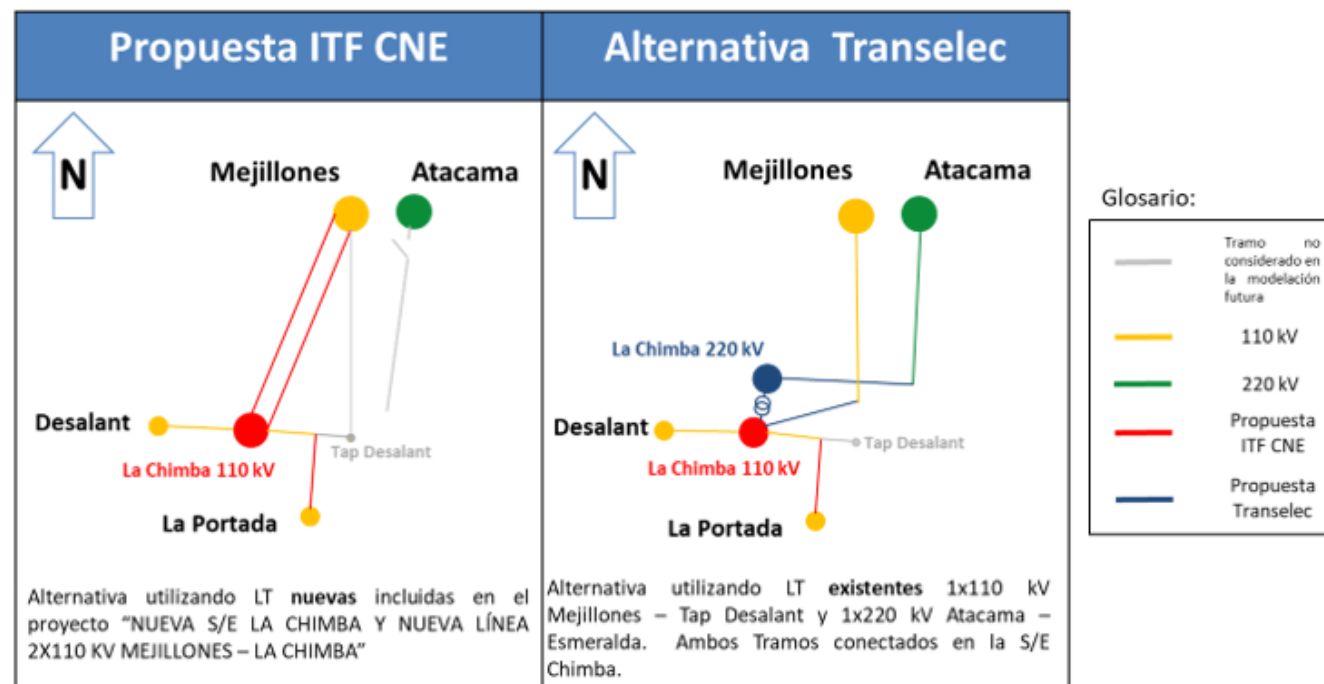 Propuesta ITF CNE
N
Mejillones
Atacama
Desalant
Tap Desalant
La Chimba 110 kV
La Portada
Alternativa utilizando LT nuevas incluidas en el
proyecto “NUEVA S/E LA CHIMBA Y NUEVA LÍNEA
2X110 KV MEJILLONES – LA CHIMBA”
Alternativa Transelec
N
Mejillones
Atacama
La Chimba 220 kV
Desalant
Tap Desalant
La Chimba 110 kV
La Portada
Alternativa utilizando LT existentes 1x110 kV
Mejillones – Tap Desalant y 1x220 kV Atacama –
Esmeralda. Ambos Tramos conectados en la S/E
Chimba.
Glosario:
Tramo no
considerado en
la modelación
futura
110 kV
220 kV
Propuesta
ITF CNE
Propuesta
Transelec